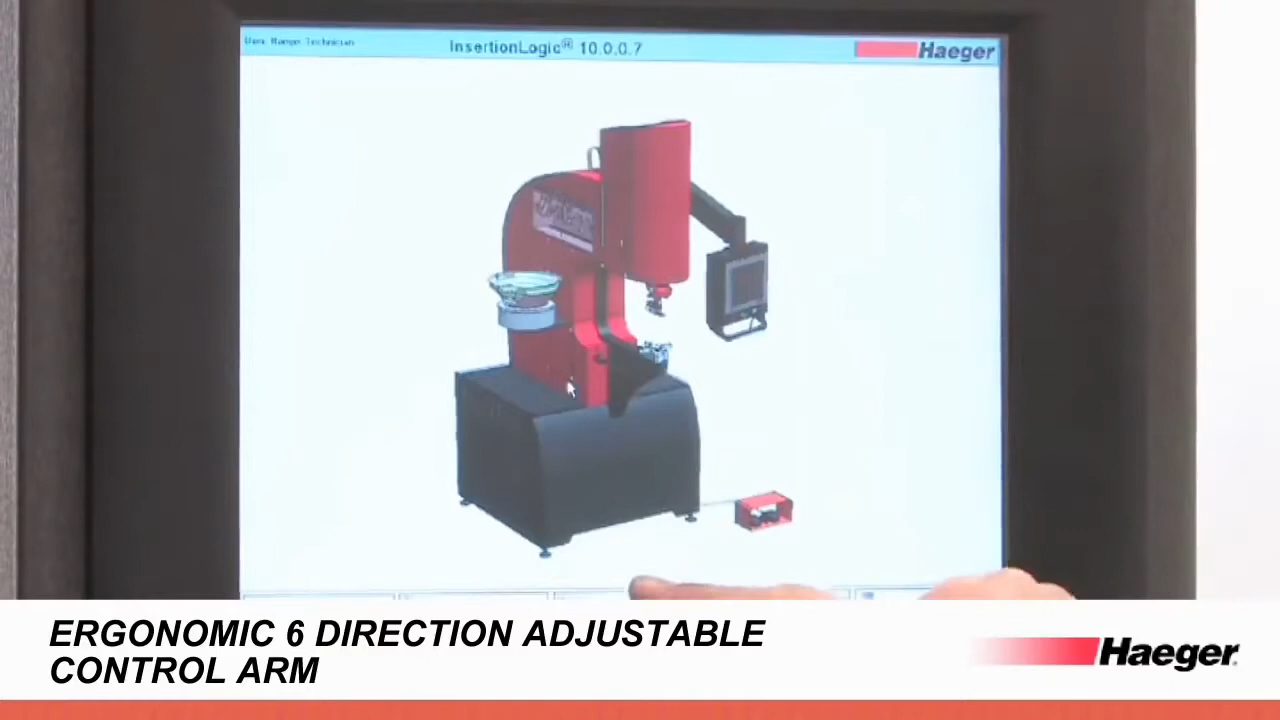 InsertionLogic® 10.0.0.7
Haeger
ERGONOMIC 6 DIRECTION ADJUSTABLE
CONTROL ARM
Haeger